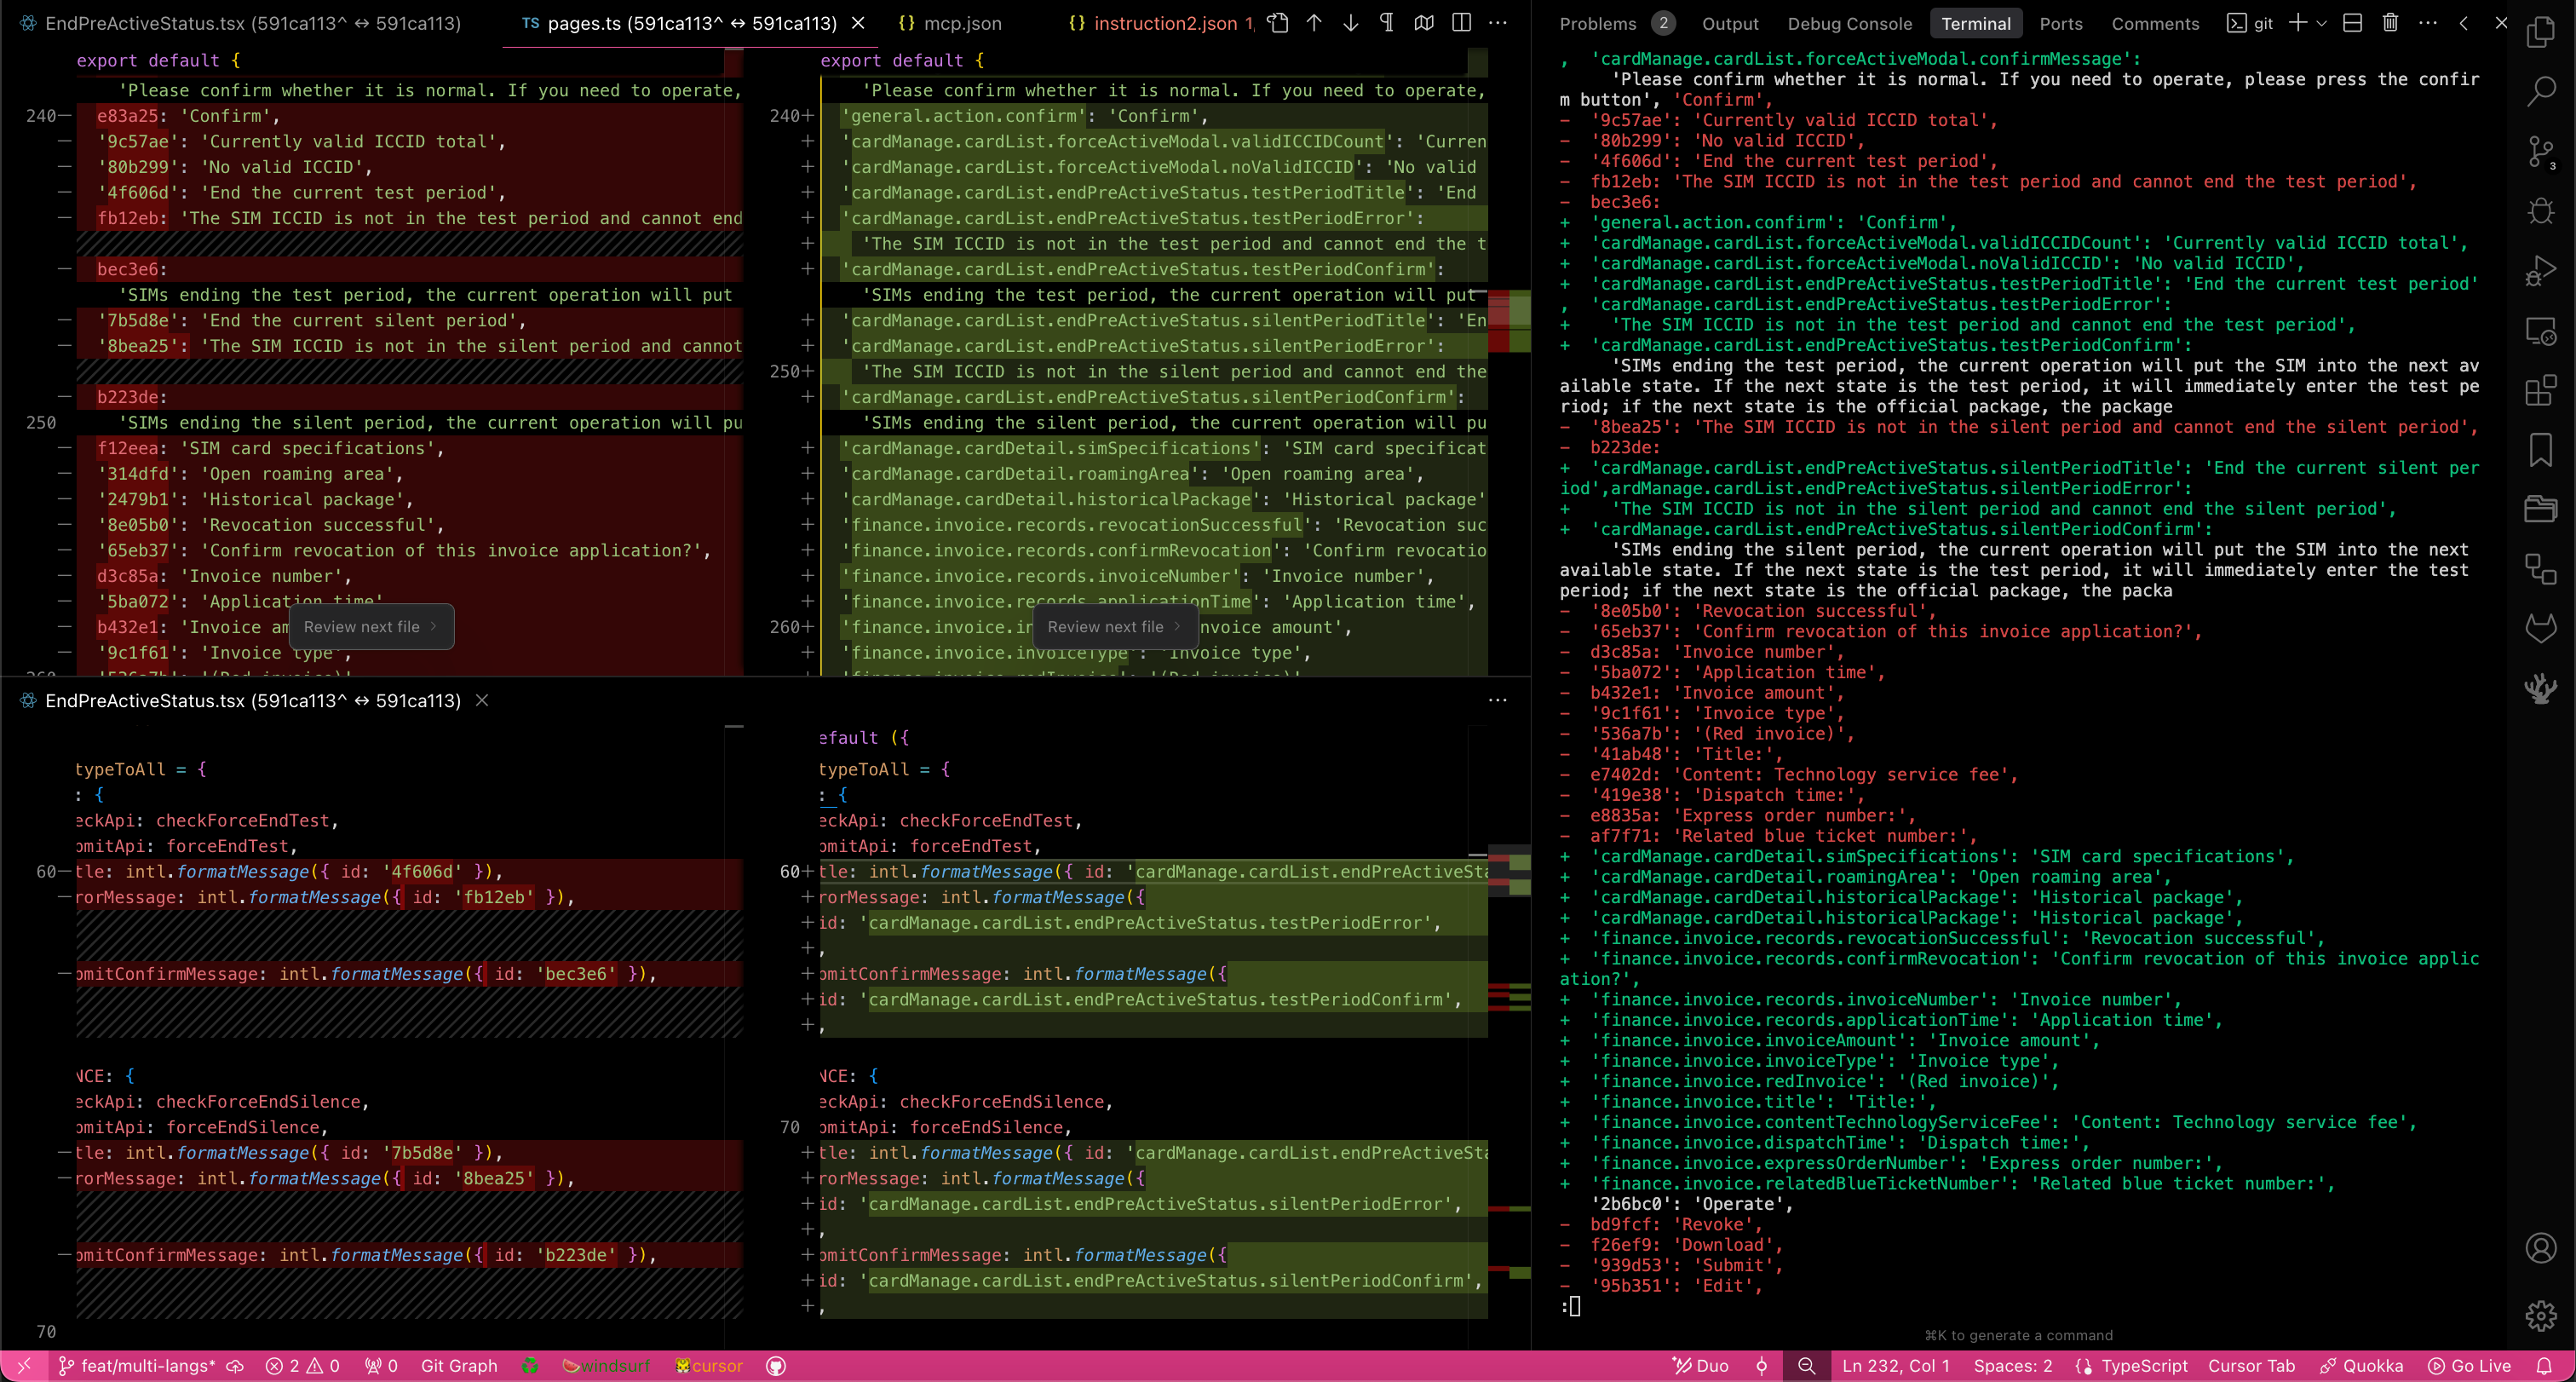 EndPreActiveStatus.tsx (591ca113^ ↔ 591ca113)
TS pages.ts (591ca113^ ↔ 591ca113)
{} mcp.json
{} instruction2.json 1,
export default {
'Please confirm whether it is normal. If you need to operate,
240− e83a25: 'Confirm',
− '9c57ae': 'Currently valid ICCID total',
− '80b299': 'No valid ICCID',
− '4f606d': 'End the current test period',
− fb12eb: 'The SIM ICCID is not in the test period and cannot end
− bec3e6:
'SIMs ending the test period, the current operation will put
− '7b5d8e': 'End the current silent period',
− '8bea25': 'The SIM ICCID is not in the silent period and cannot
− b223de:
250 'SIMs ending the silent period, the current operation will pu
− f12eea: 'SIM card specifications',
− '314dfd': 'Open roaming area',
− '2479b1': 'Historical package',
− '8e05b0': 'Revocation successful',
− '65eb37': 'Confirm revocation of this invoice application?',
− d3c85a: 'Invoice number',
− '5ba072': 'Application time'
− b432e1: 'Invoice am
− '9c1f61': 'Invoice type',
Review next file
export default {
'Please confirm whether it is normal. If you need to operate,
240+ 'general.action.confirm': 'Confirm',
+ 'cardManage.cardList.forceActiveModal.validICCIDCount': 'Curren
+ 'cardManage.cardList.forceActiveModal.noValidICCID': 'No valid
+ 'cardManage.cardList.endPreActiveStatus.testPeriodTitle': 'End
+ 'cardManage.cardList.endPreActiveStatus.testPeriodError':
+ 'The SIM ICCID is not in the test period and cannot end the t
+ 'cardManage.cardList.endPreActiveStatus.testPeriodConfirm':
'SIMs ending the test period, the current operation will put
+ 'cardManage.cardList.endPreActiveStatus.silentPeriodTitle': 'En
+ 'cardManage.cardList.endPreActiveStatus.silentPeriodError':
250+ 'The SIM ICCID is not in the silent period and cannot end the
+ 'cardManage.cardList.endPreActiveStatus.silentPeriodConfirm':
'SIMs ending the silent period, the current operation will pu
+ 'cardManage.cardDetail.simSpecifications': 'SIM card specificat
+ 'cardManage.cardDetail.roamingArea': 'Open roaming area',
+ 'cardManage.cardDetail.historicalPackage': 'Historical package'
+ 'finance.invoice.records.revocationSuccessful': 'Revocation suc
+ 'finance.invoice.records.confirmRevocation': 'Confirm revocatio
+ 'finance.invoice.records.invoiceNumber': 'Invoice number',
+ 'finance.invoice.records.applicationTime': 'Application time',
260+ 'finance.invoice.in nvoice amount',
+ 'finance.invoice.invoiceType': 'Invoice type',
Review next file
EndPreActiveStatus.tsx (591ca113^ ↔ 591ca113)
typeToAll = {
: {
eckApi: checkForceEndTest,
omitApi: forceEndTest,
60− tle: intl.formatMessage({ id: '4f606d' }),
− rorMessage: intl.formatMessage({ id: 'fb12eb' }),
− omitConfirmMessage: intl.formatMessage({ id: 'bec3e6' }),
NCE: {
eckApi: checkForceEndSilence,
omitApi: forceEndSilence,
− tle: intl.formatMessage({ id: '7b5d8e' }),
− rorMessage: intl.formatMessage({ id: '8bea25' }),
− omitConfirmMessage: intl.formatMessage({ id: 'b223de' }),
70
efault ({
typeToAll = {
: {
eckApi: checkForceEndTest,
omitApi: forceEndTest,
60+ tle: intl.formatMessage({ id: 'cardManage.cardList.endPreActiveSta
+ rorMessage: intl.formatMessage({
+ id: 'cardManage.cardList.endPreActiveStatus.testPeriodError',
+ ,
+ omitConfirmMessage: intl.formatMessage({
+ id: 'cardManage.cardList.endPreActiveStatus.testPeriodConfirm',
+ ,
NCE: {
eckApi: checkForceEndSilence,
70 omitApi: forceEndSilence,
+ tle: intl.formatMessage({ id: 'cardManage.cardList.endPreActiveSta
+ rorMessage: intl.formatMessage({
+ id: 'cardManage.cardList.endPreActiveStatus.silentPeriodError',
+ ,
+ omitConfirmMessage: intl.formatMessage({
+ id: 'cardManage.cardList.endPreActiveStatus.silentPeriodConfirm',
+ ,
Problems 2 Output Debug Console Terminal Ports Comments git
, 'cardManage.cardList.forceActiveModal.confirmMessage':
'Please confirm whether it is normal. If you need to operate, please press the confir
m button', 'Confirm',
- '9c57ae': 'Currently valid ICCID total',
- '80b299': 'No valid ICCID',
- '4f606d': 'End the current test period',
- fb12eb: 'The SIM ICCID is not in the test period and cannot end the test period',
- bec3e6:
+ 'general.action.confirm': 'Confirm',
+ 'cardManage.cardList.forceActiveModal.validICCIDCount': 'Currently valid ICCID total',
+ 'cardManage.cardList.forceActiveModal.noValidICCID': 'No valid ICCID',
+ 'cardManage.cardList.endPreActiveStatus.testPeriodTitle': 'End the current test period'
, 'cardManage.cardList.endPreActiveStatus.testPeriodError':
+ 'The SIM ICCID is not in the test period and cannot end the test period',
+ 'cardManage.cardList.endPreActiveStatus.testPeriodConfirm':
'SIMs ending the test period, the current operation will put the SIM into the next av
ailable state. If the next state is the test period, it will immediately enter the test pe
riod; if the next state is the official package, the package
- '8bea25': 'The SIM ICCID is not in the silent period and cannot end the silent period',
- b223de:
+ 'cardManage.cardList.endPreActiveStatus.silentPeriodTitle': 'End the current silent per
iod',ardManage.cardList.endPreActiveStatus.silentPeriodError':
+ 'The SIM ICCID is not in the silent period and cannot end the silent period',
+ 'cardManage.cardList.endPreActiveStatus.silentPeriodConfirm':
'SIMs ending the silent period, the current operation will put the SIM into the next
available state. If the next state is the test period, it will immediately enter the test
period; if the next state is the official package, the packa
- '8e05b0': 'Revocation successful',
- '65eb37': 'Confirm revocation of this invoice application?',
- d3c85a: 'Invoice number',
- '5ba072': 'Application time',
- b432e1: 'Invoice amount',
- '9c1f61': 'Invoice type',
- '536a7b': '(Red invoice)',
- '41ab48': 'Title:',
- e7402d: 'Content: Technology service fee',
- '419e38': 'Dispatch time:',
- e8835a: 'Express order number:',
- af7f71: 'Related blue ticket number:',
+ 'cardManage.cardDetail.simSpecifications': 'SIM card specifications',
+ 'cardManage.cardDetail.roamingArea': 'Open roaming area',
+ 'cardManage.cardDetail.historicalPackage': 'Historical package',
+ 'cardManage.cardDetail.historicalPackage': 'Historical package',
+ 'finance.invoice.records.revocationSuccessful': 'Revocation successful',
+ 'finance.invoice.records.confirmRevocation': 'Confirm revocation of this invoice applic
ation?',
+ 'finance.invoice.records.invoiceNumber': 'Invoice number',
+ 'finance.invoice.records.applicationTime': 'Application time',
+ 'finance.invoice.invoiceAmount': 'Invoice amount',
+ 'finance.invoice.invoiceType': 'Invoice type',
+ 'finance.invoice.redInvoice': '(Red invoice)',
+ 'finance.invoice.title': 'Title:',
+ 'finance.invoice.contentTechnologyServiceFee': 'Content: Technology service fee',
+ 'finance.invoice.dispatchTime': 'Dispatch time:',
+ 'finance.invoice.expressOrderNumber': 'Express order number:',
+ 'finance.invoice.relatedBlueTicketNumber': 'Related blue ticket number:',
'2b6bc0': 'Operate',
- bd9fcf: 'Revoke',
- f26ef9: 'Download',
- '939d53': 'Submit',
- '95b351': 'Edit',
:
⌘K to generate a command
3
feat/multi-langs* 2 0 0 Git Graph windsurf cursor
Duo Ln 232, Col 1 Spaces: 2 {} TypeScript Cursor Tab Quokka Go Live